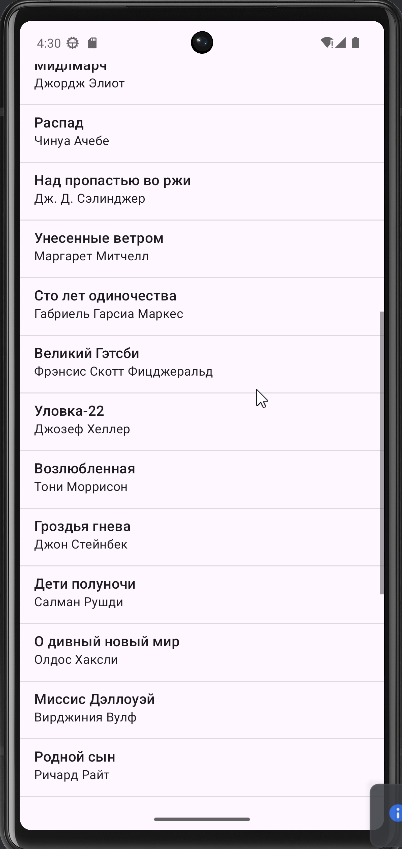 4:30
Мидлмарч
Джордж Элиот
Распад
Чинуа Ачебе
Над пропастью во ржи
Дж. Д. Сэлинджер
Унесенные ветром
Маргарет Митчелл
Сто лет одиночества
Габриель Гарсиа Маркес
Великий Гэтсби
Фрэнсис Скотт Фицджеральд
Уловка-22
Джозеф Хеллер
Возлюбленная
Тони Моррисон
Гроздья гнева
Джон Стейнбек
Дети полуночи
Салман Рушди
О дивный новый мир
Олдос Хаксли
Миссис Дэллоуэй
Вирджиния Вулф
Родной сын
Ричард Райт